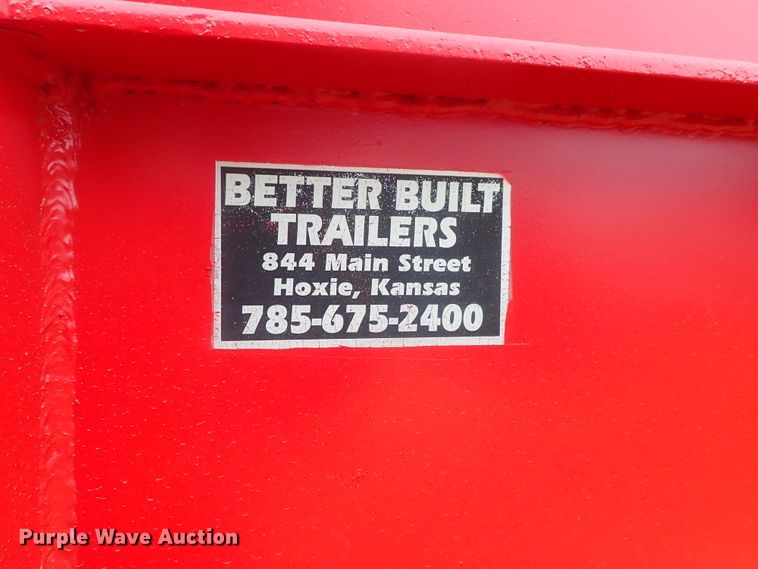 BETTER BUILT
TRAILERS
844 Main Street
Hoxie, Kansas
785-675-2400
Purple Wave Auction